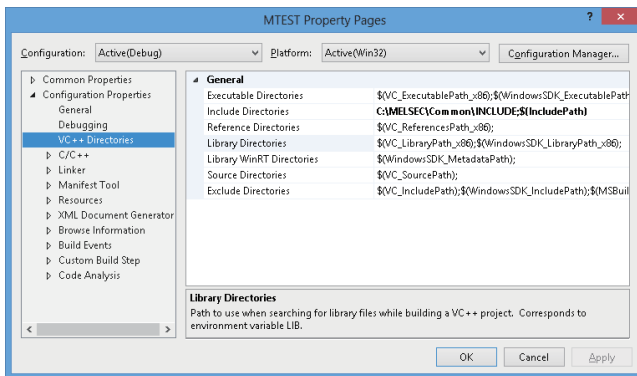 MTEST Property Pages
?
×
Configuration: Active(Debug) Platform: Active(Win32) Configuration Manager...
Common Properties
Configuration Properties
General
Debugging
VC++ Directories
C/C++
Linker
Manifest Tool
Resources
XML Document Generator
Browse Information
Build Events
Custom Build Step
Code Analysis
General
Executable Directories $(VC_ExecutablePath_x86);$(WindowsSDK_ExecutablePath
Include Directories C:\MELSEC\Common\INCLUDE;$(IncludePath)
Reference Directories $(VC_ReferencesPath_x86);
Library Directories $(VC_LibraryPath_x86);$(WindowsSDK_LibraryPath_x86);
Library WinRT Directories $(WindowsSDK_MetadataPath);
Source Directories $(VC_SourcePath);
Exclude Directories $(VC_IncludePath);$(WindowsSDK_IncludePath);$(MSBuil
Library Directories
Path to use when searching for library files while building a VC++ project. Corresponds to
environment variable LIB.
OK Cancel Apply